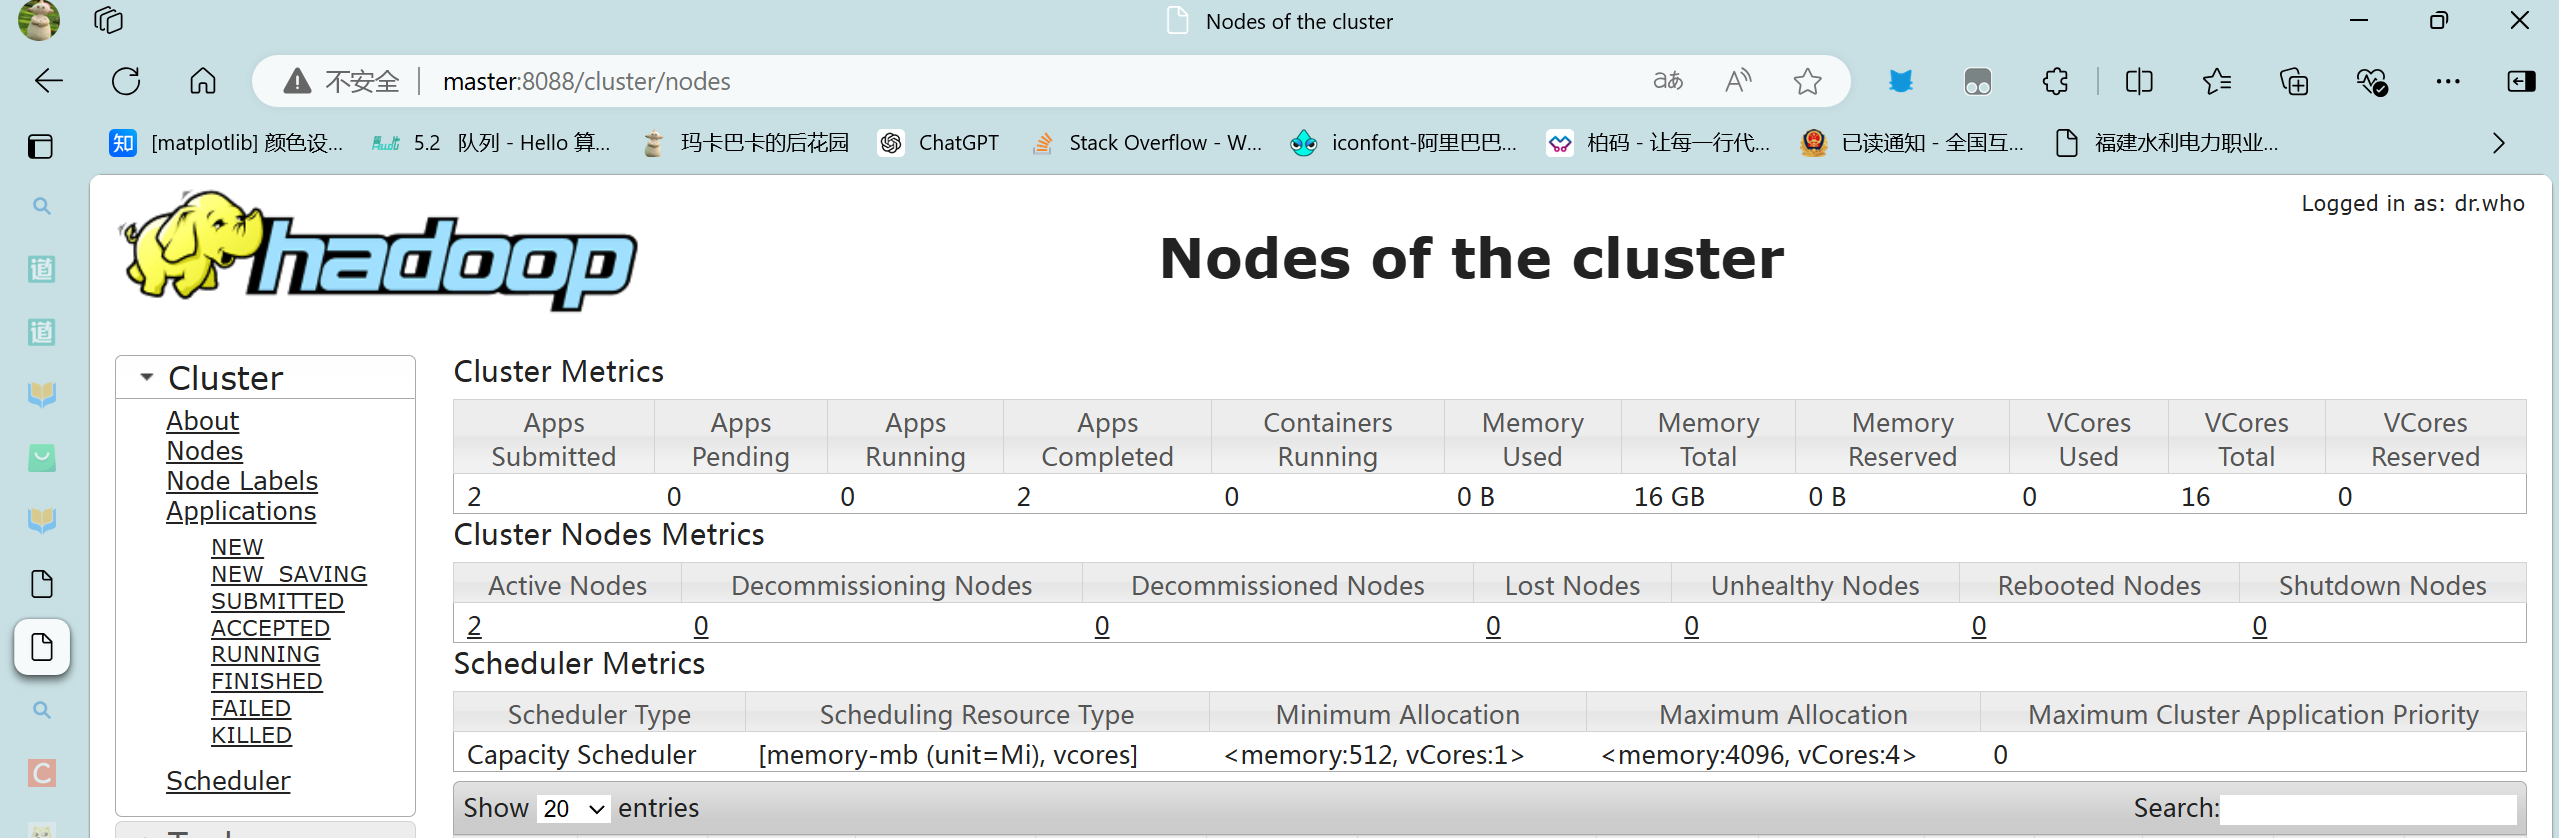 Nodes of the cluster
不安全 master:8088/cluster/nodes
[matplotlib] 颜色设... 5.2 队列 - Hello 算... 玛卡巴卡的后花园 ChatGPT Stack Overflow - W... iconfont-阿里巴巴... 柏码 - 让每一行代... 已读通知 - 全国互... 福建水利电力职业...
Logged in as: dr.who
hadoop
Nodes of the cluster
Cluster
About
Nodes
Node Labels
Applications
NEW
NEW_SAVING
SUBMITTED
ACCEPTED
RUNNING
FINISHED
FAILED
KILLED
Scheduler
Cluster Metrics
Apps Submitted Apps Pending Apps Running Apps Completed Containers Running Memory Used Memory Total Memory Reserved VCores Used VCores Total VCores Reserved
2 0 0 2 0 0 B 16 GB 0 B 0 16 0
Cluster Nodes Metrics
Active Nodes Decommissioning Nodes Decommissioned Nodes Lost Nodes Unhealthy Nodes Rebooted Nodes Shutdown Nodes
2 0 0 0 0 0 0
Scheduler Metrics
Scheduler Type Scheduling Resource Type Minimum Allocation Maximum Allocation Maximum Cluster Application Priority
Capacity Scheduler [memory-mb (unit=Mi), vcores] <memory:512, vCores:1> <memory:4096, vCores:4> 0
Show 20 entries Search: